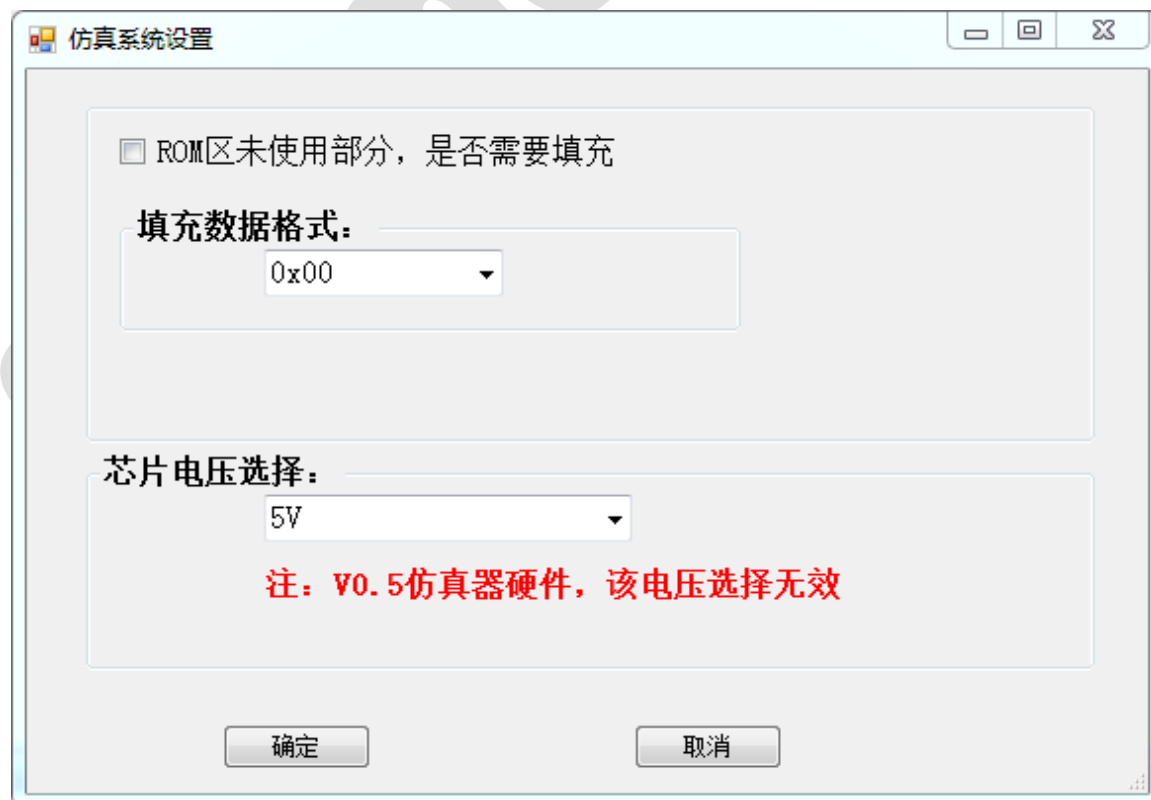 仿真系统设置
ROM区未使用部分，是否需要填充
填充数据格式：
0x00
芯片电压选择：
5V
注：V0.5仿真器硬件，该电压选择无效
确定
取消